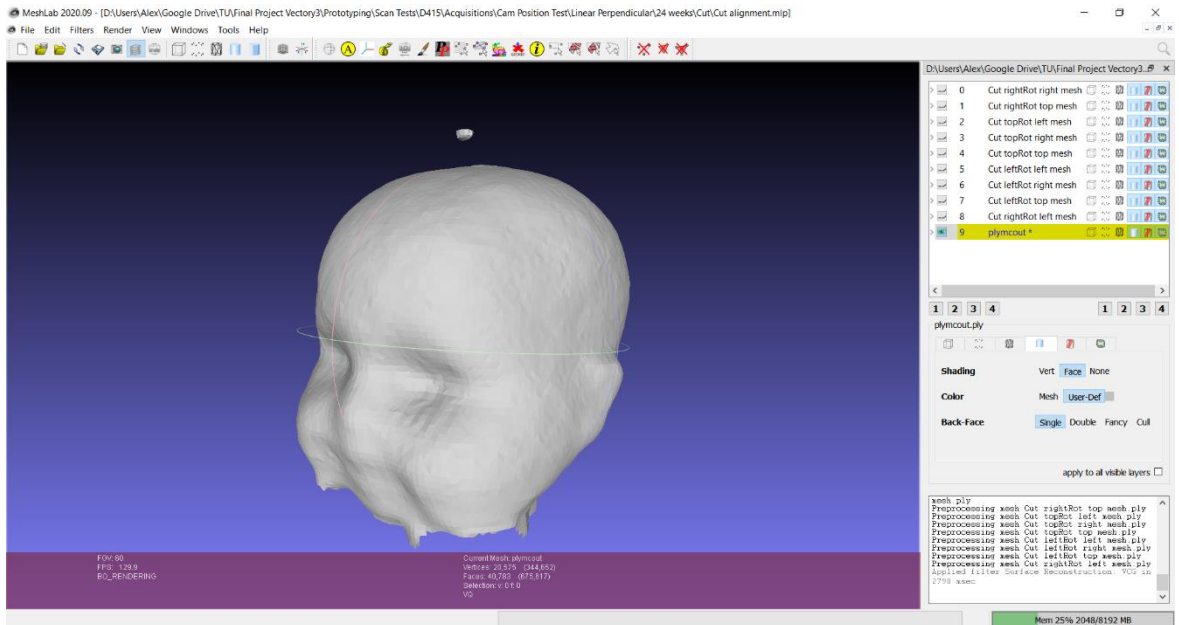 MeshLab 2020.09 - [D:\Users\Alex\Google Drive\TU\Final Project Vectory3\Prototyping\Scan Tests\D415\Acquisitions\Cam Position Test\Linear Perpendicular\24 weeks\Cut\Cut alignment.mlp]
File Edit Filters Render View Windows Tools Help
D:\Users\Alex\Google Drive\TU\Final Project Vectory3...
0 Cut rightRot right mesh
1 Cut rightRot top mesh
2 Cut topRot left mesh
3 Cut topRot right mesh
4 Cut topRot top mesh
5 Cut leftRot left mesh
6 Cut leftRot right mesh
7 Cut leftRot top mesh
8 Cut rightRot left mesh
9 plymcout *
1 2 3 4 1 2 3 4
plymcout.ply
Shading Vert Face None
Color Mesh User-Def
Back-Face Single Double Fancy Cull
apply to all visible layers
mesh.ply
Preprocessing mesh Cut rightRot top mesh.ply
Preprocessing mesh Cut topRot left mesh.ply
Preprocessing mesh Cut topRot right mesh.ply
Preprocessing mesh Cut topRot top mesh.ply
Preprocessing mesh Cut leftRot left mesh.ply
Preprocessing mesh Cut leftRot right mesh.ply
Preprocessing mesh Cut leftRot top mesh.ply
Preprocessing mesh Cut rightRot left mesh.ply
Applied filter Surface Reconstruction: VCG in
2798 msec
FOV: 60
FPS: 129.9
BO_RENDERING
Current Mesh: plymcout
Vertices: 20,575 (344,652)
Faces: 40,783 (675,817)
Selection: v: 0 f: 0
VG
Mem 25% 2048/8192 MB